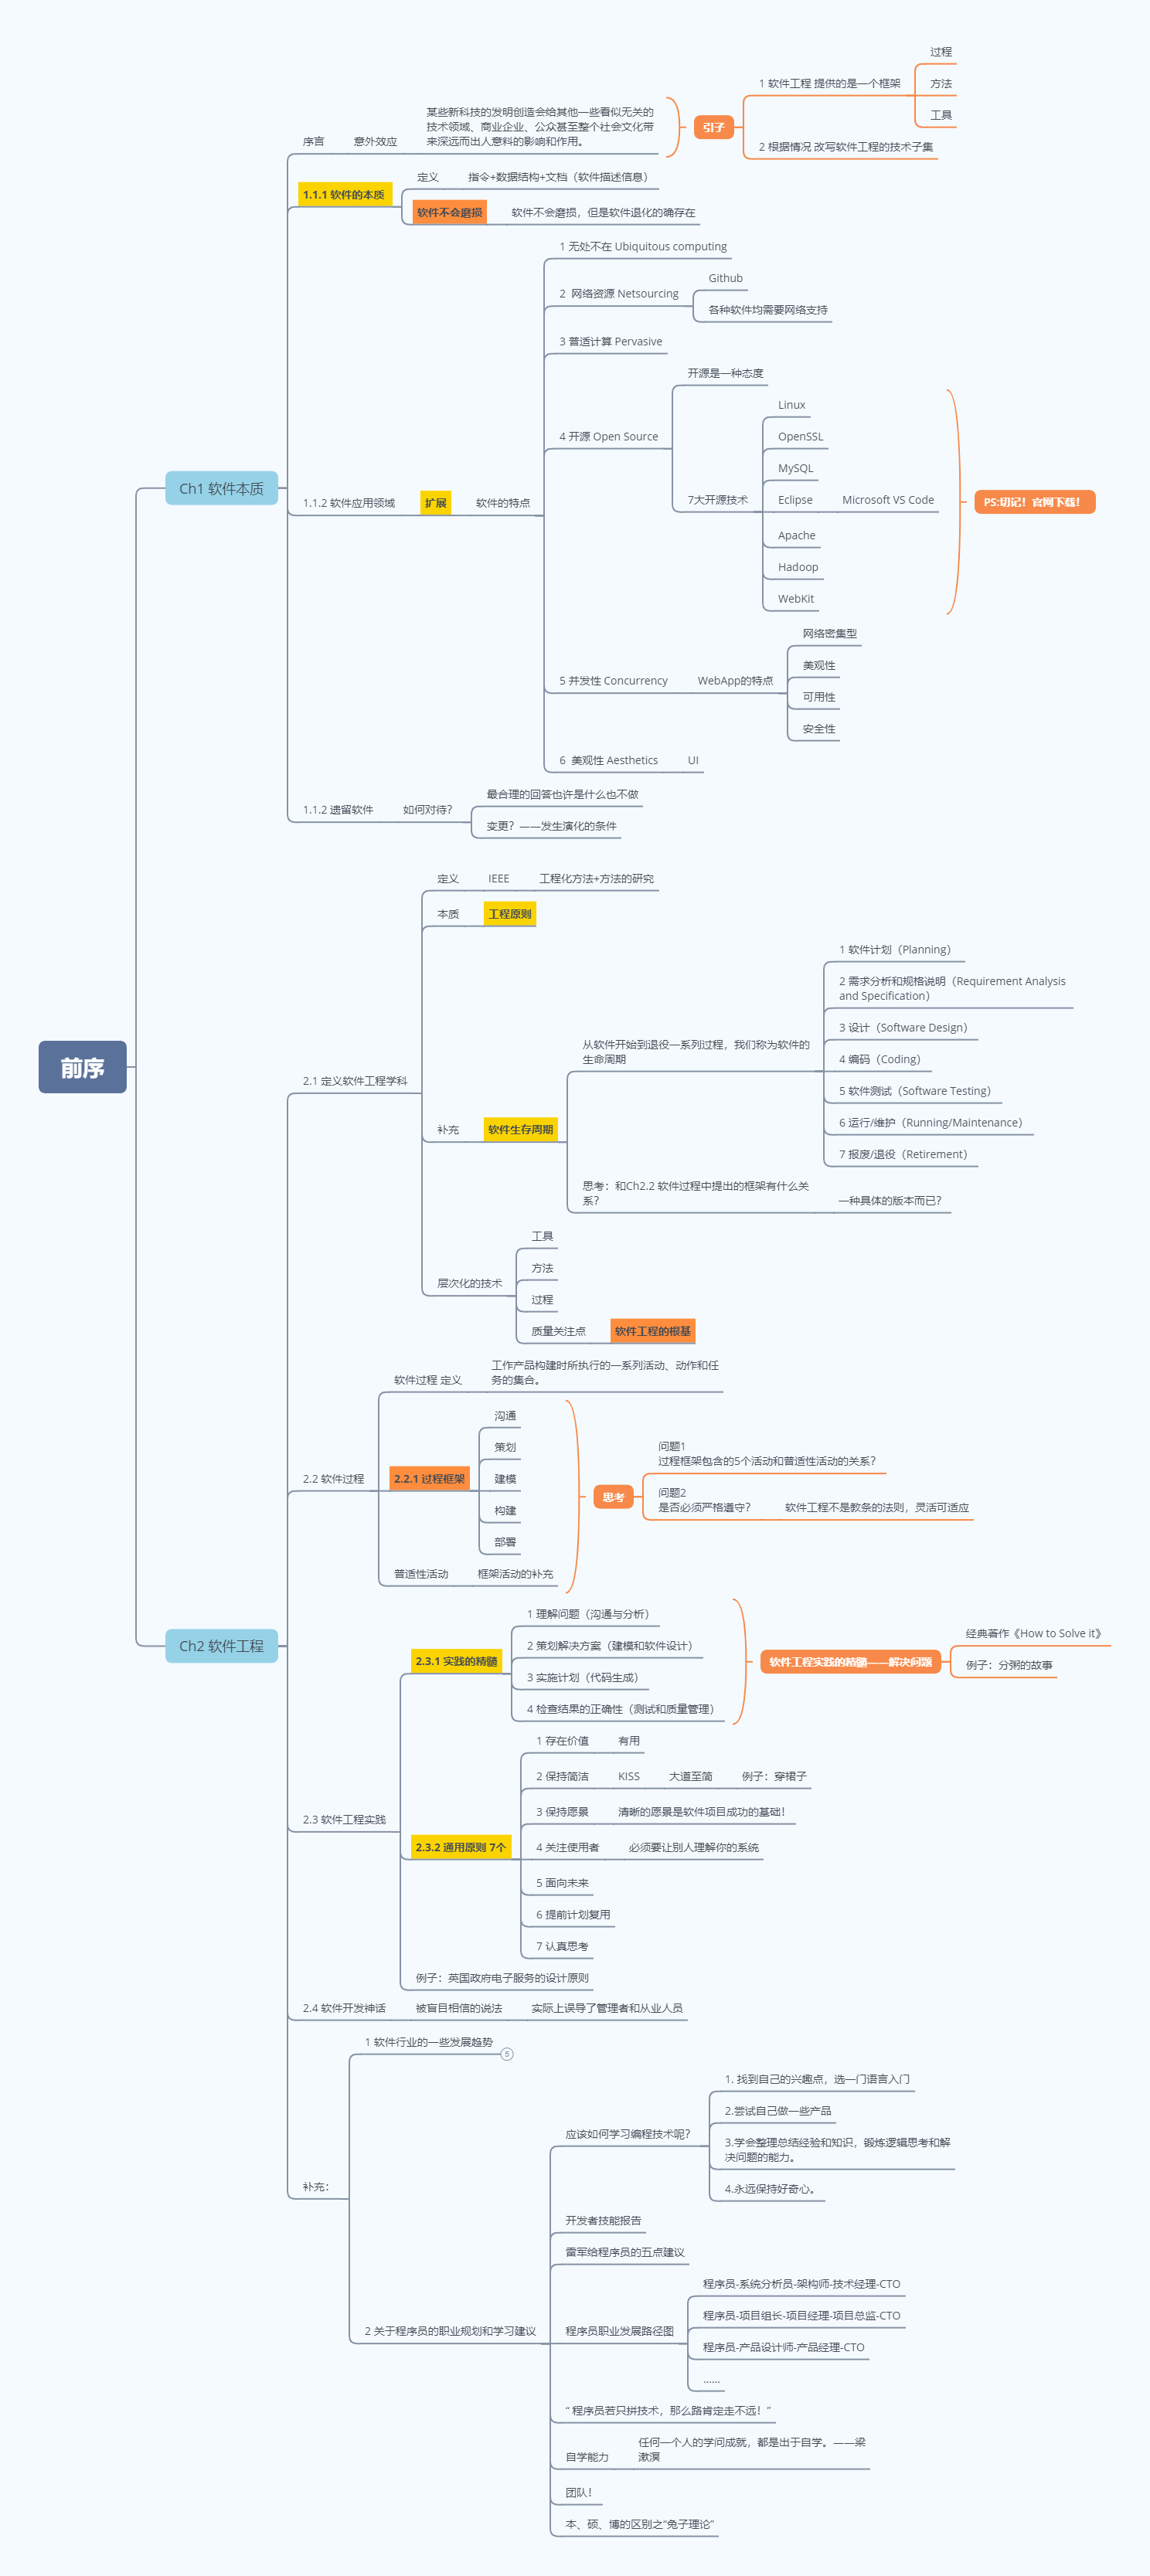 前序
Ch1 软件本质
序言
意外效应
某些新科技的发明创造会给其他一些看似无关的
技术领域、商业企业、公众甚至整个社会文化带
来深远而出人意料的影响和作用。
引子
1 软件工程 提供的是一个框架
过程
方法
工具
2 根据情况 改写软件工程的技术子集
1.1.1 软件的本质
定义
指令+数据结构+文档（软件描述信息）
软件不会磨损
软件不会磨损，但是软件退化的确存在
1.1.2 软件应用领域
扩展
软件的特点
1 无处不在 Ubiquitous computing
2 网络资源 Netsourcing
Github
各种软件均需要网络支持
3 普适计算 Pervasive
4 开源 Open Source
开源是一种态度
7大开源技术
Linux
OpenSSL
MySQL
Eclipse
Microsoft VS Code
Apache
Hadoop
WebKit
PS:切记！官网下载！
5 并发性 Concurrency
WebApp的特点
网络密集型
美观性
可用性
安全性
6 美观性 Aesthetics
UI
1.1.2 遗留软件
如何对待？
最合理的回答也许是什么也不做
变更？——发生演化的条件
Ch2 软件工程
2.1 定义软件工程学科
定义
IEEE
工程化方法+方法的研究
本质
工程原则
补充
软件生存周期
从软件开始到退役一系列过程，我们称为软件的
生命周期
1 软件计划（Planning）
2 需求分析和规格说明（Requirement Analysis
and Specification）
3 设计（Software Design）
4 编码（Coding）
5 软件测试（Software Testing）
6 运行/维护（Running/Maintenance）
7 报废/退役（Retirement）
思考：和Ch2.2 软件过程中提出的框架有什么关
系？
一种具体的版本而已？
层次化的技术
工具
方法
过程
质量关注点
软件工程的根基
2.2 软件过程
软件过程 定义
工作产品构建时所执行的一系列活动、动作和任
务的集合。
2.2.1 过程框架
沟通
策划
建模
构建
部署
普适性活动
框架活动的补充
思考
问题1
过程框架包含的5个活动和普适性活动的关系？
问题2
是否必须严格遵守？
软件工程不是教条的法则，灵活可适应
2.3 软件工程实践
2.3.1 实践的精髓
1 理解问题（沟通与分析）
2 策划解决方案（建模和软件设计）
3 实施计划（代码生成）
4 检查结果的正确性（测试和质量管理）
软件工程实践的精髓——解决问题
经典著作《How to Solve it》
例子：分粥的故事
2.3.2 通用原则 7个
1 存在价值
有用
2 保持简洁
KISS
大道至简
例子：穿裙子
3 保持愿景
清晰的愿景是软件项目成功的基础！
4 关注使用者
必须要让别人理解你的系统
5 面向未来
6 提前计划复用
7 认真思考
例子：英国政府电子服务的设计原则
2.4 软件开发神话
被盲目相信的说法
实际上误导了管理者和从业人员
补充：
1 软件行业的一些发展趋势
5
2 关于程序员的职业规划和学习建议
应该如何学习编程技术呢？
1. 找到自己的兴趣点，选一门语言入门
2.尝试自己做一些产品
3.学会整理总结经验和知识，锻炼逻辑思考和解
决问题的能力。
4.永远保持好奇心。
开发者技能报告
雷军给程序员的五点建议
程序员职业发展路径图
程序员-系统分析员-架构师-技术经理-CTO
程序员-项目组长-项目经理-项目总监-CTO
程序员-产品设计师-产品经理-CTO
......
“ 程序员若只拼技术，那么路肯定走不远！”
自学能力
任何一个人的学问成就，都是出于自学。——梁
漱溟
团队！
本、硕、博的区别之“兔子理论”